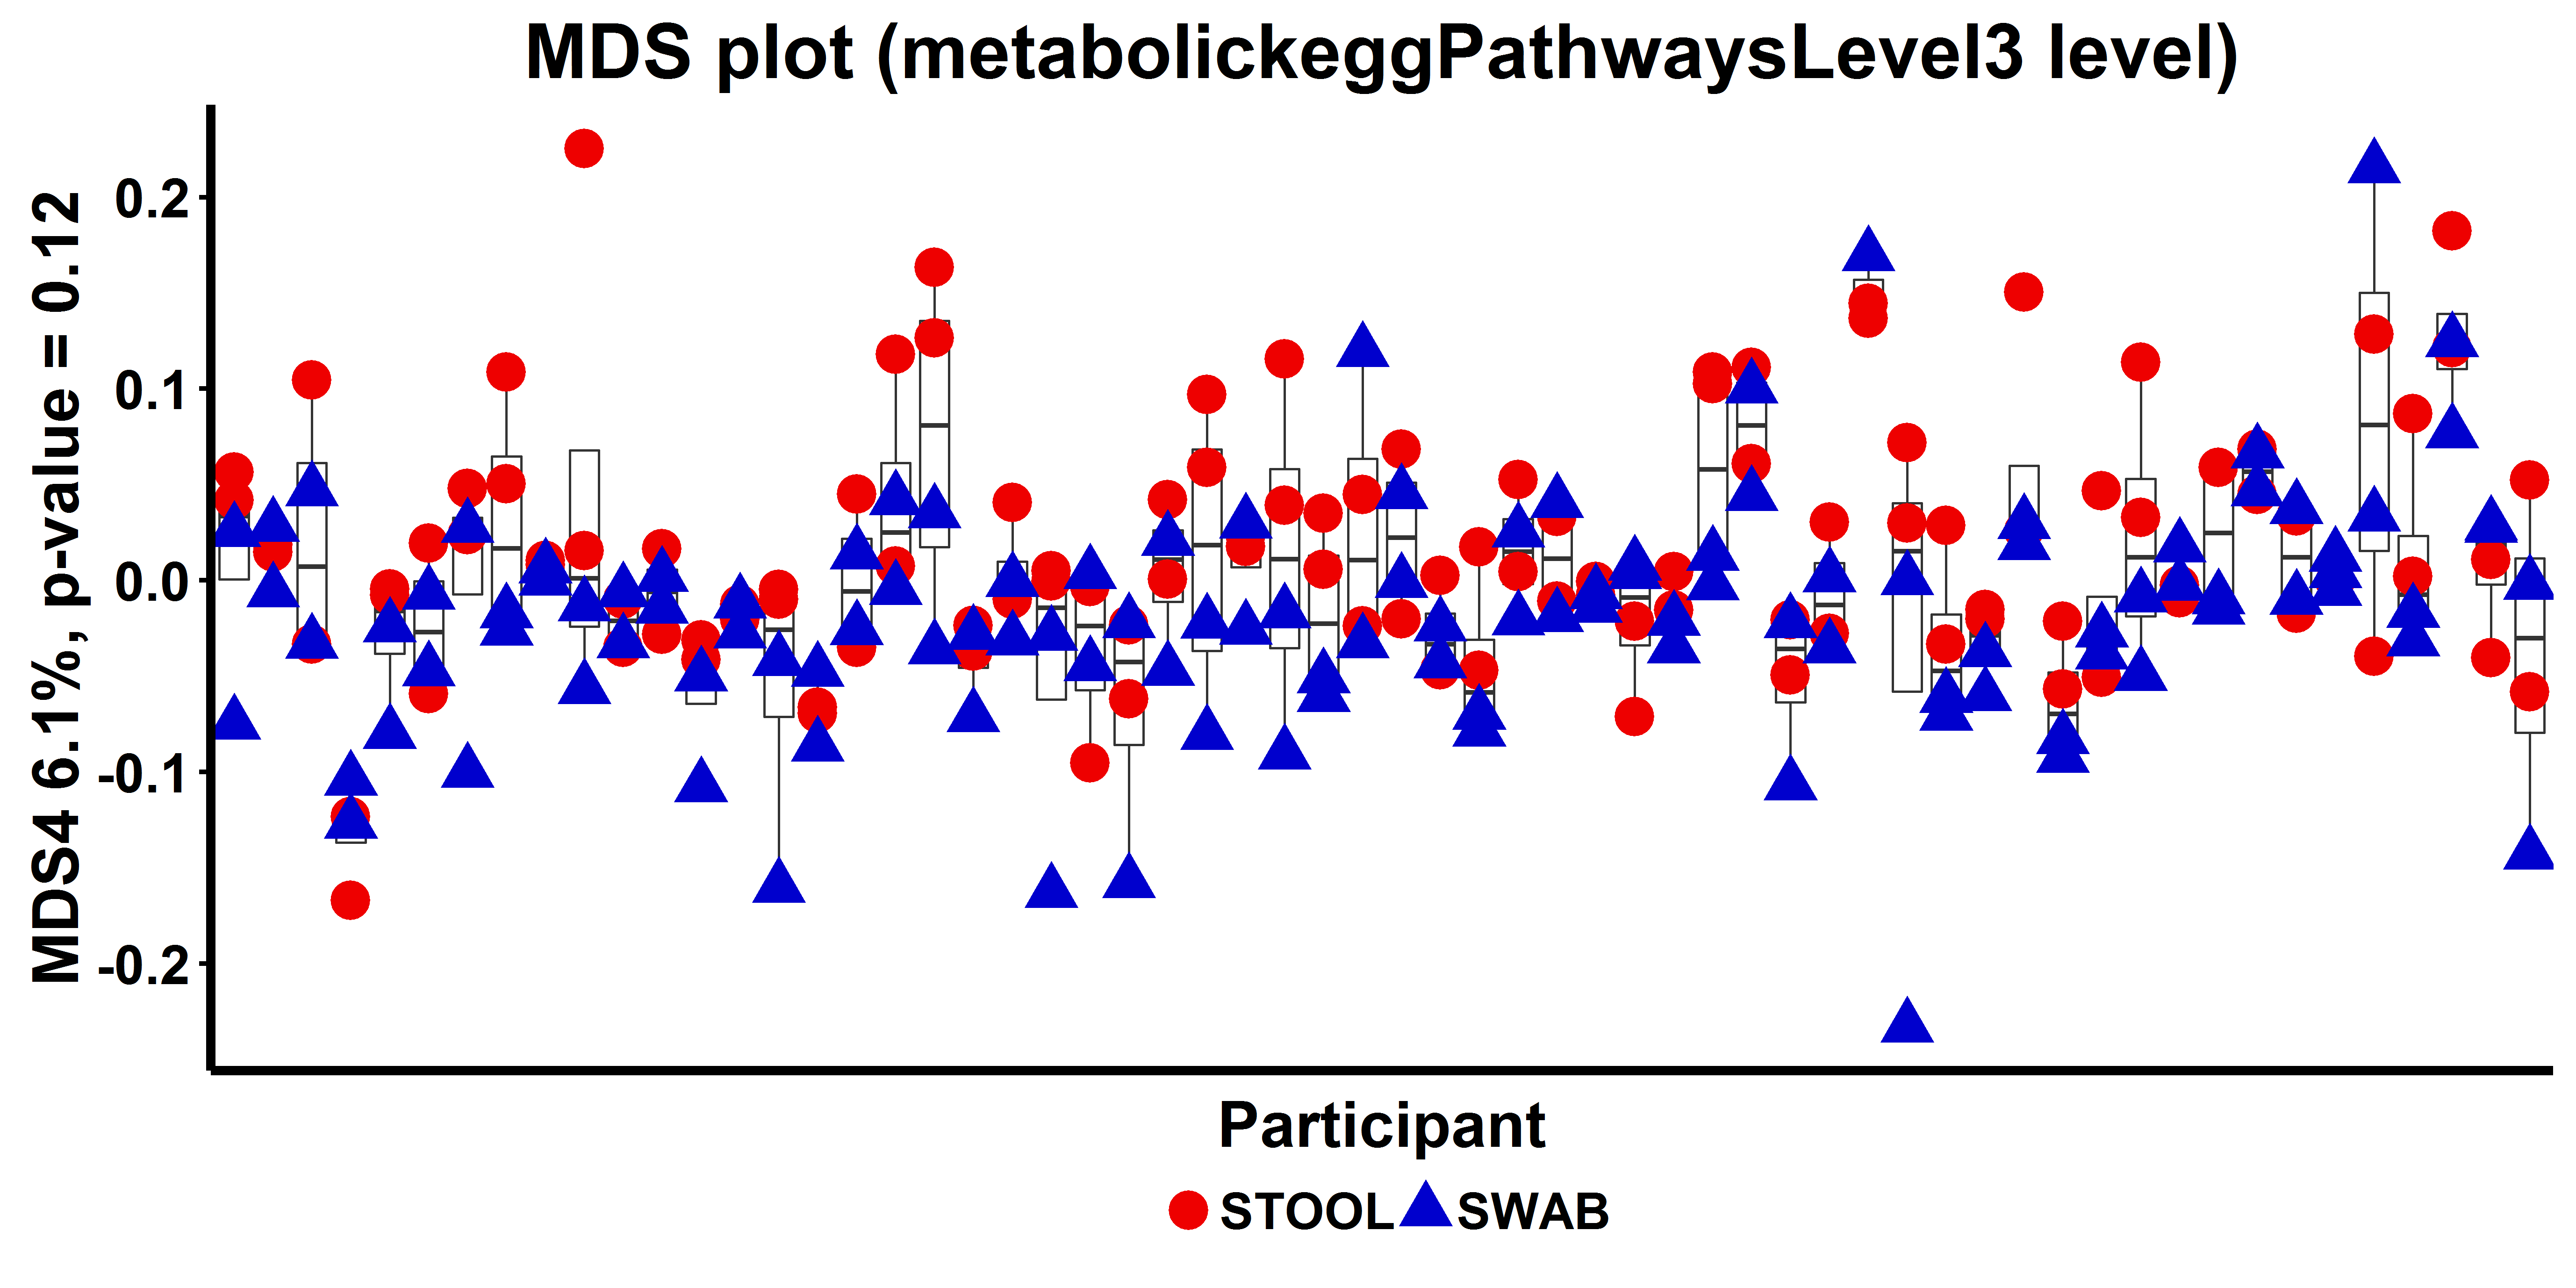 MDS plot (metabolickeggPathwaysLevel3 level)
MDS4 6.1%, p-value = 0.12
0.2
0.1
0.0
-0.1
-0.2
Participant
STOOL SWAB